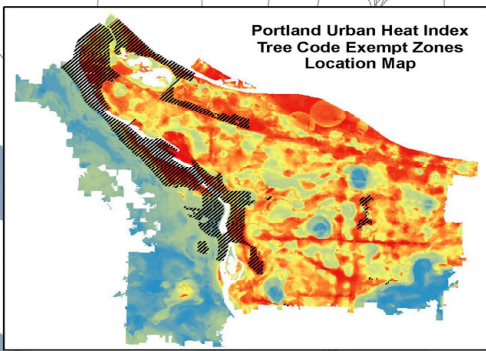 Portland Urban Heat Index
Tree Code Exempt Zones
Location Map